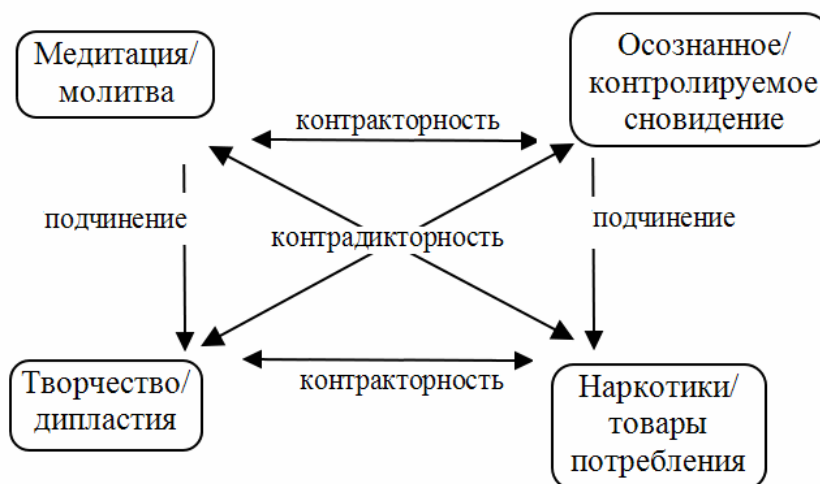 Медитация/
молитва
Осознанное/
контролируемое
сновидение
контракторность
подчинение
контрадикторность
подчинение
контракторность
Творчество/
дипластия
Наркотики/
товары
потребления